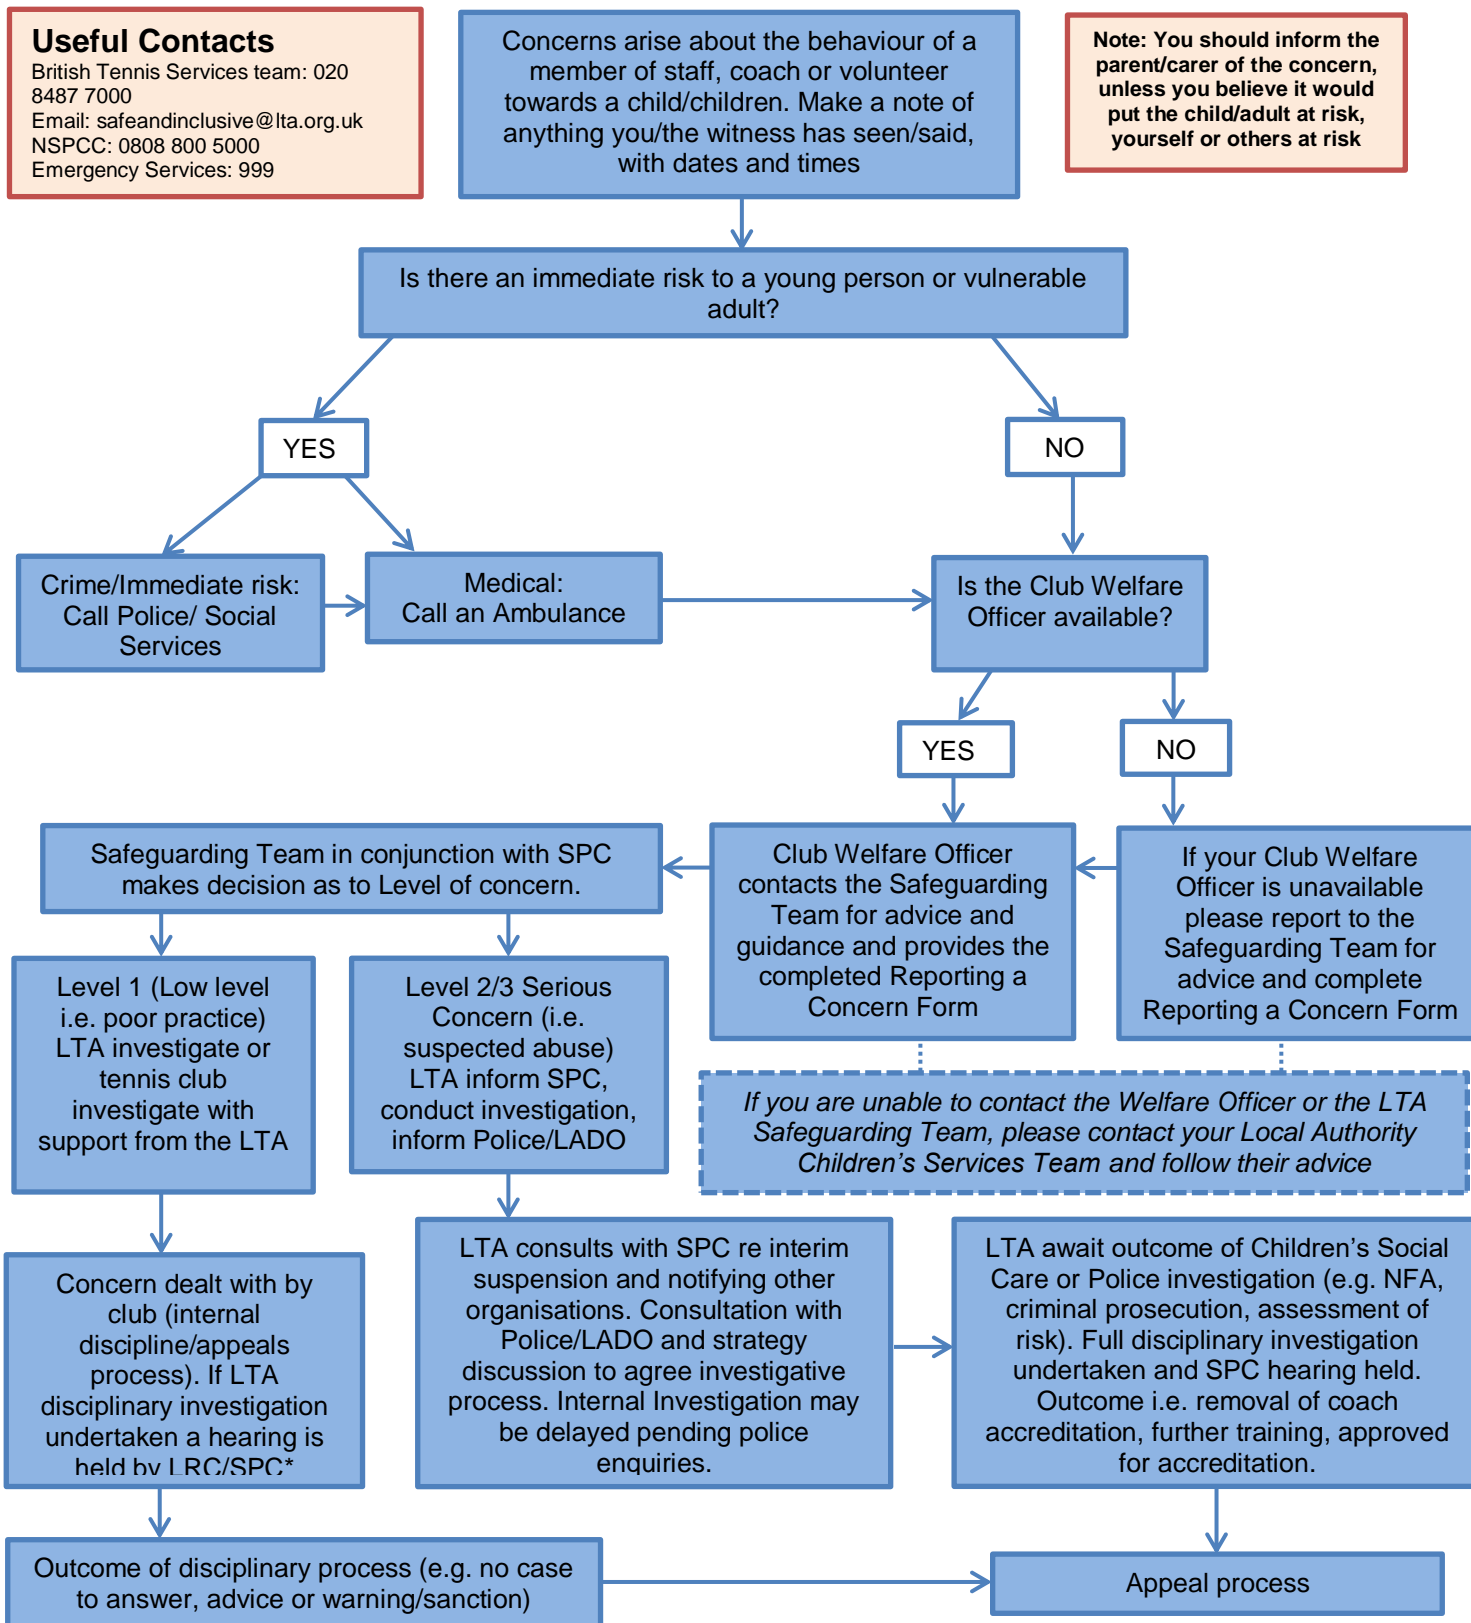 Useful Contacts
British Tennis Services team: 020
8487 7000
Email: safeandinclusive@lta.org.uk
NSPCC: 0808 800 5000
Emergency Services: 999
Concerns arise about the behaviour of a
member of staff, coach or volunteer
towards a child/children. Make a note of
anything you/the witness has seen/said,
with dates and times
Note: You should inform the
parent/carer of the concern,
unless you believe it would
put the child/adult at risk,
yourself or others at risk
Is there an immediate risk to a young person or vulnerable
adult?
YES
NO
Crime/Immediate risk:
Call Police/ Social
Services
Medical:
Call an Ambulance
Is the Club Welfare
Officer available?
YES
NO
Safeguarding Team in conjunction with SPC
makes decision as to Level of concern.
Club Welfare Officer
contacts the Safeguarding
Team for advice and
guidance and provides the
completed Reporting a
Concern Form
If your Club Welfare
Officer is unavailable
please report to the
Safeguarding Team for
advice and complete
Reporting a Concern Form
Level 1 (Low level
i.e. poor practice)
LTA investigate or
tennis club
investigate with
support from the LTA
Level 2/3 Serious
Concern (i.e.
suspected abuse)
LTA inform SPC,
conduct investigation,
inform Police/LADO
If you are unable to contact the Welfare Officer or the LTA
Safeguarding Team, please contact your Local Authority
Children’s Services Team and follow their advice
Concern dealt with by
club (internal
discipline/appeals
process). If LTA
disciplinary investigation
undertaken a hearing is
held by LRC/SPC*
LTA consults with SPC re interim
suspension and notifying other
organisations. Consultation with
Police/LADO and strategy
discussion to agree investigative
process. Internal Investigation may
be delayed pending police
enquiries.
LTA await outcome of Children’s Social
Care or Police investigation (e.g. NFA,
criminal prosecution, assessment of
risk). Full disciplinary investigation
undertaken and SPC hearing held.
Outcome i.e. removal of coach
accreditation, further training, approved
for accreditation.
Outcome of disciplinary process (e.g. no case
to answer, advice or warning/sanction)
Appeal process